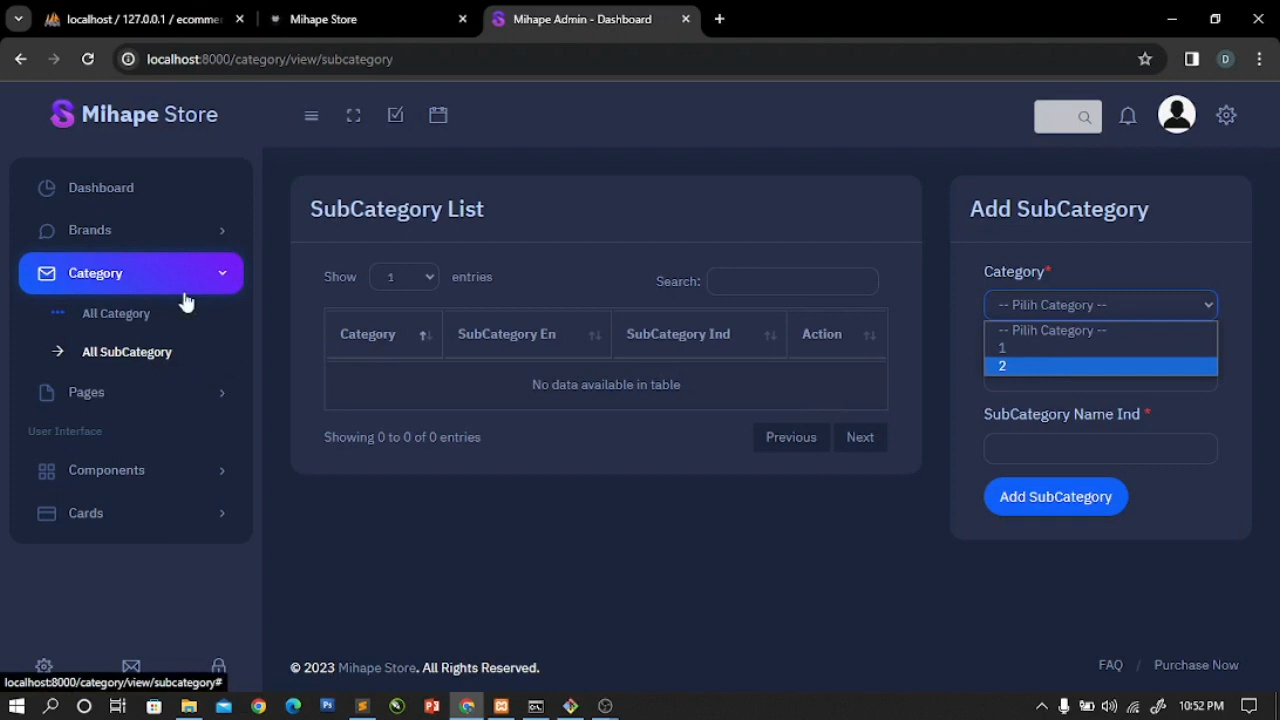 localhost / 127.0.0.1 / ecomme
Mihape Store
Mihape Admin - Dashboard
localhost:8000/category/view/subcategory
D
Mihape Store
Dashboard
Brands
Category
All Category
All SubCategory
Pages
User Interface
Components
Cards
SubCategory List
Show 1 entries
Search:
Category SubCategory En SubCategory Ind Action
No data available in table
Showing 0 to 0 of 0 entries
Previous Next
Add SubCategory
Category*
-- Pilih Category --
-- Pilih Category --
1
2
SubCategory Name Ind *
Add SubCategory
© 2023 Mihape Store. All Rights Reserved.
FAQ / Purchase Now
localhost:8000/category/view/subcategory#
10:52 PM